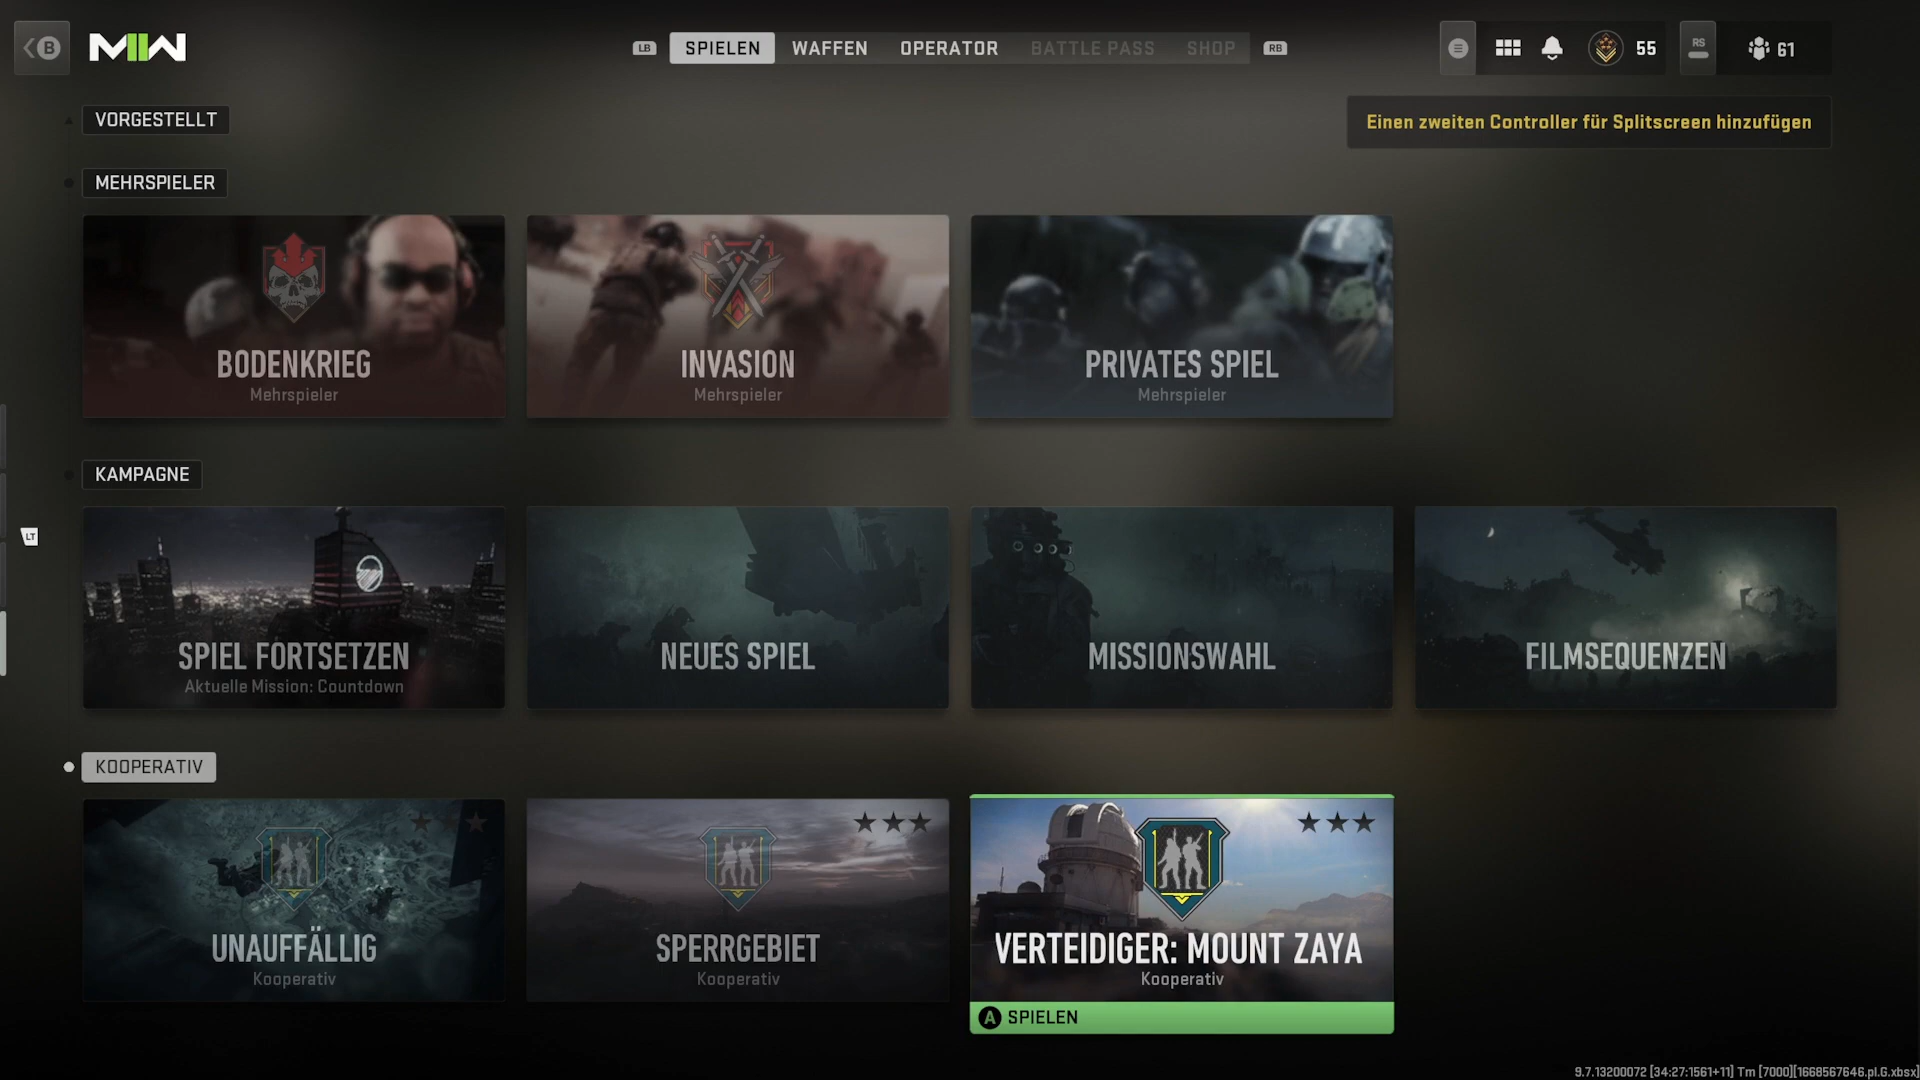 B
MW
LB
SPIELEN
WAFFEN
OPERATOR
BATTLE PASS
SHOP
RB
55
RS
61
VORGESTELLT
Einen zweiten Controller für Splitscreen hinzufügen
MEHRSPIELER
BODENKRIEG
Mehrspieler
INVASION
Mehrspieler
PRIVATES SPIEL
Mehrspieler
KAMPAGNE
LT
SPIEL FORTSETZEN
Aktuelle Mission: Countdown
NEUES SPIEL
MISSIONSWAHL
FILMSEQUENZEN
KOOPERATIV
UNAUFFÄLLIG
Kooperativ
SPERRGEBIET
Kooperativ
VERTEIDIGER: MOUNT ZAYA
Kooperativ
A SPIELEN
9.7.13200072 [34:27:1561+11] Tm [7000][1668567646.pl.G.xbsx]